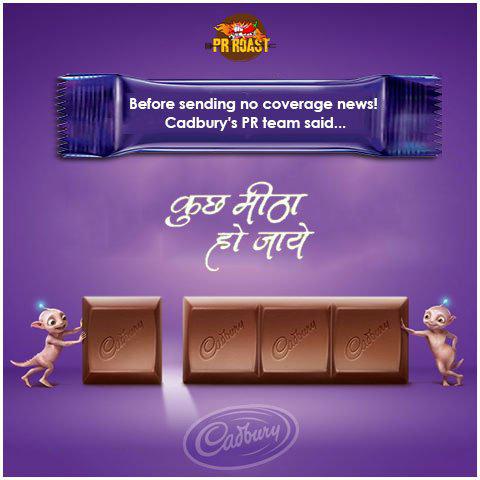 PR ROAST
Before sending no coverage news!
Cadbury's PR team said...
कुछ मीठा
हो जाये
Cadbury Cadbury Cadbury Cadbury
Cadbury